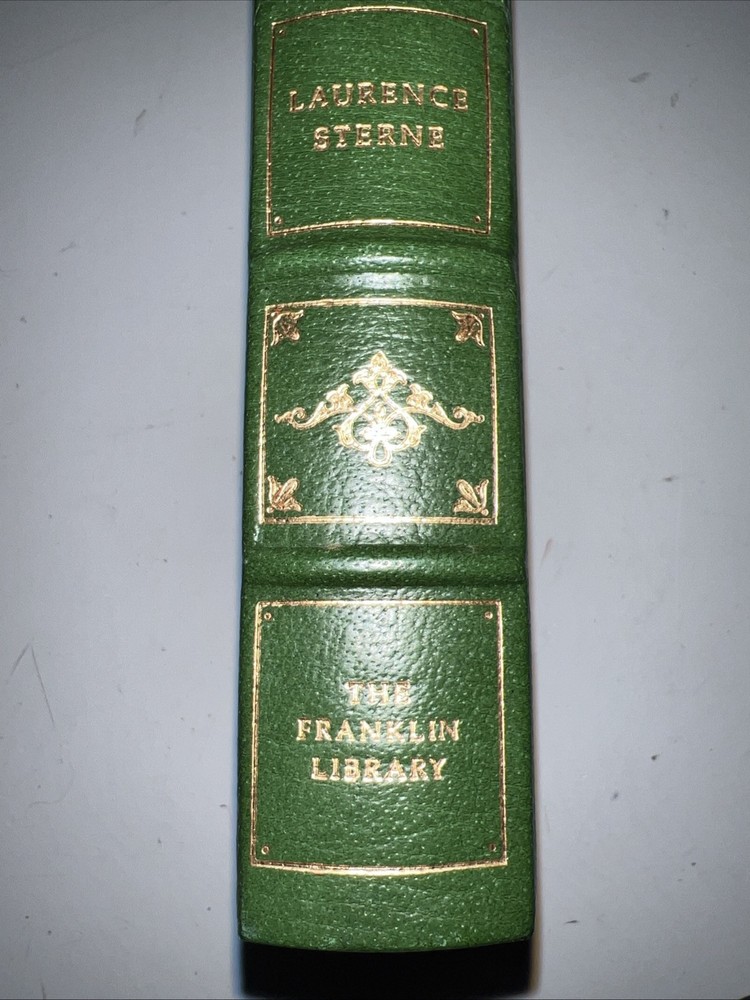 LAURENCE
STERNE
THE
FRANKLIN
LIBRARY